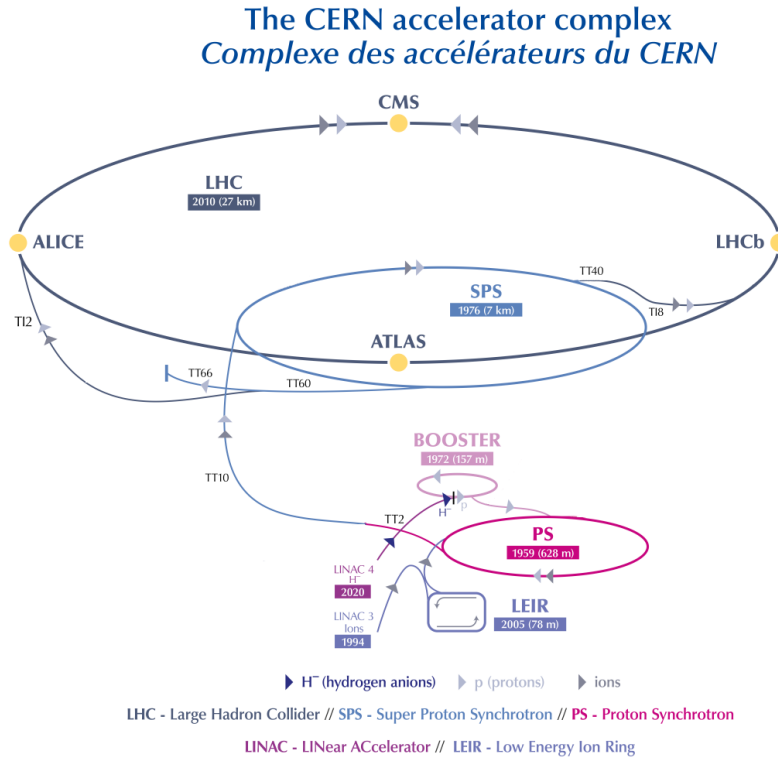 The CERN accelerator complex
Complexe des accélérateurs du CERN
CMS
LHC
2010 (27 km)
ALICE
LHCb
TT40
SPS
1976 (7 km)
TI8
TI2
ATLAS
TT66
TT60
BOOSTER
1972 (157 m)
TT10
H⁻
p
TT2
PS
1959 (628 m)
LINAC 4
H⁻
2020
LINAC 3
Ions
1994
LEIR
2005 (78 m)
H⁻ (hydrogen anions) p (protons) ions
LHC - Large Hadron Collider // SPS - Super Proton Synchrotron // PS - Proton Synchrotron
LINAC - LINear ACcelerator // LEIR - Low Energy Ion Ring